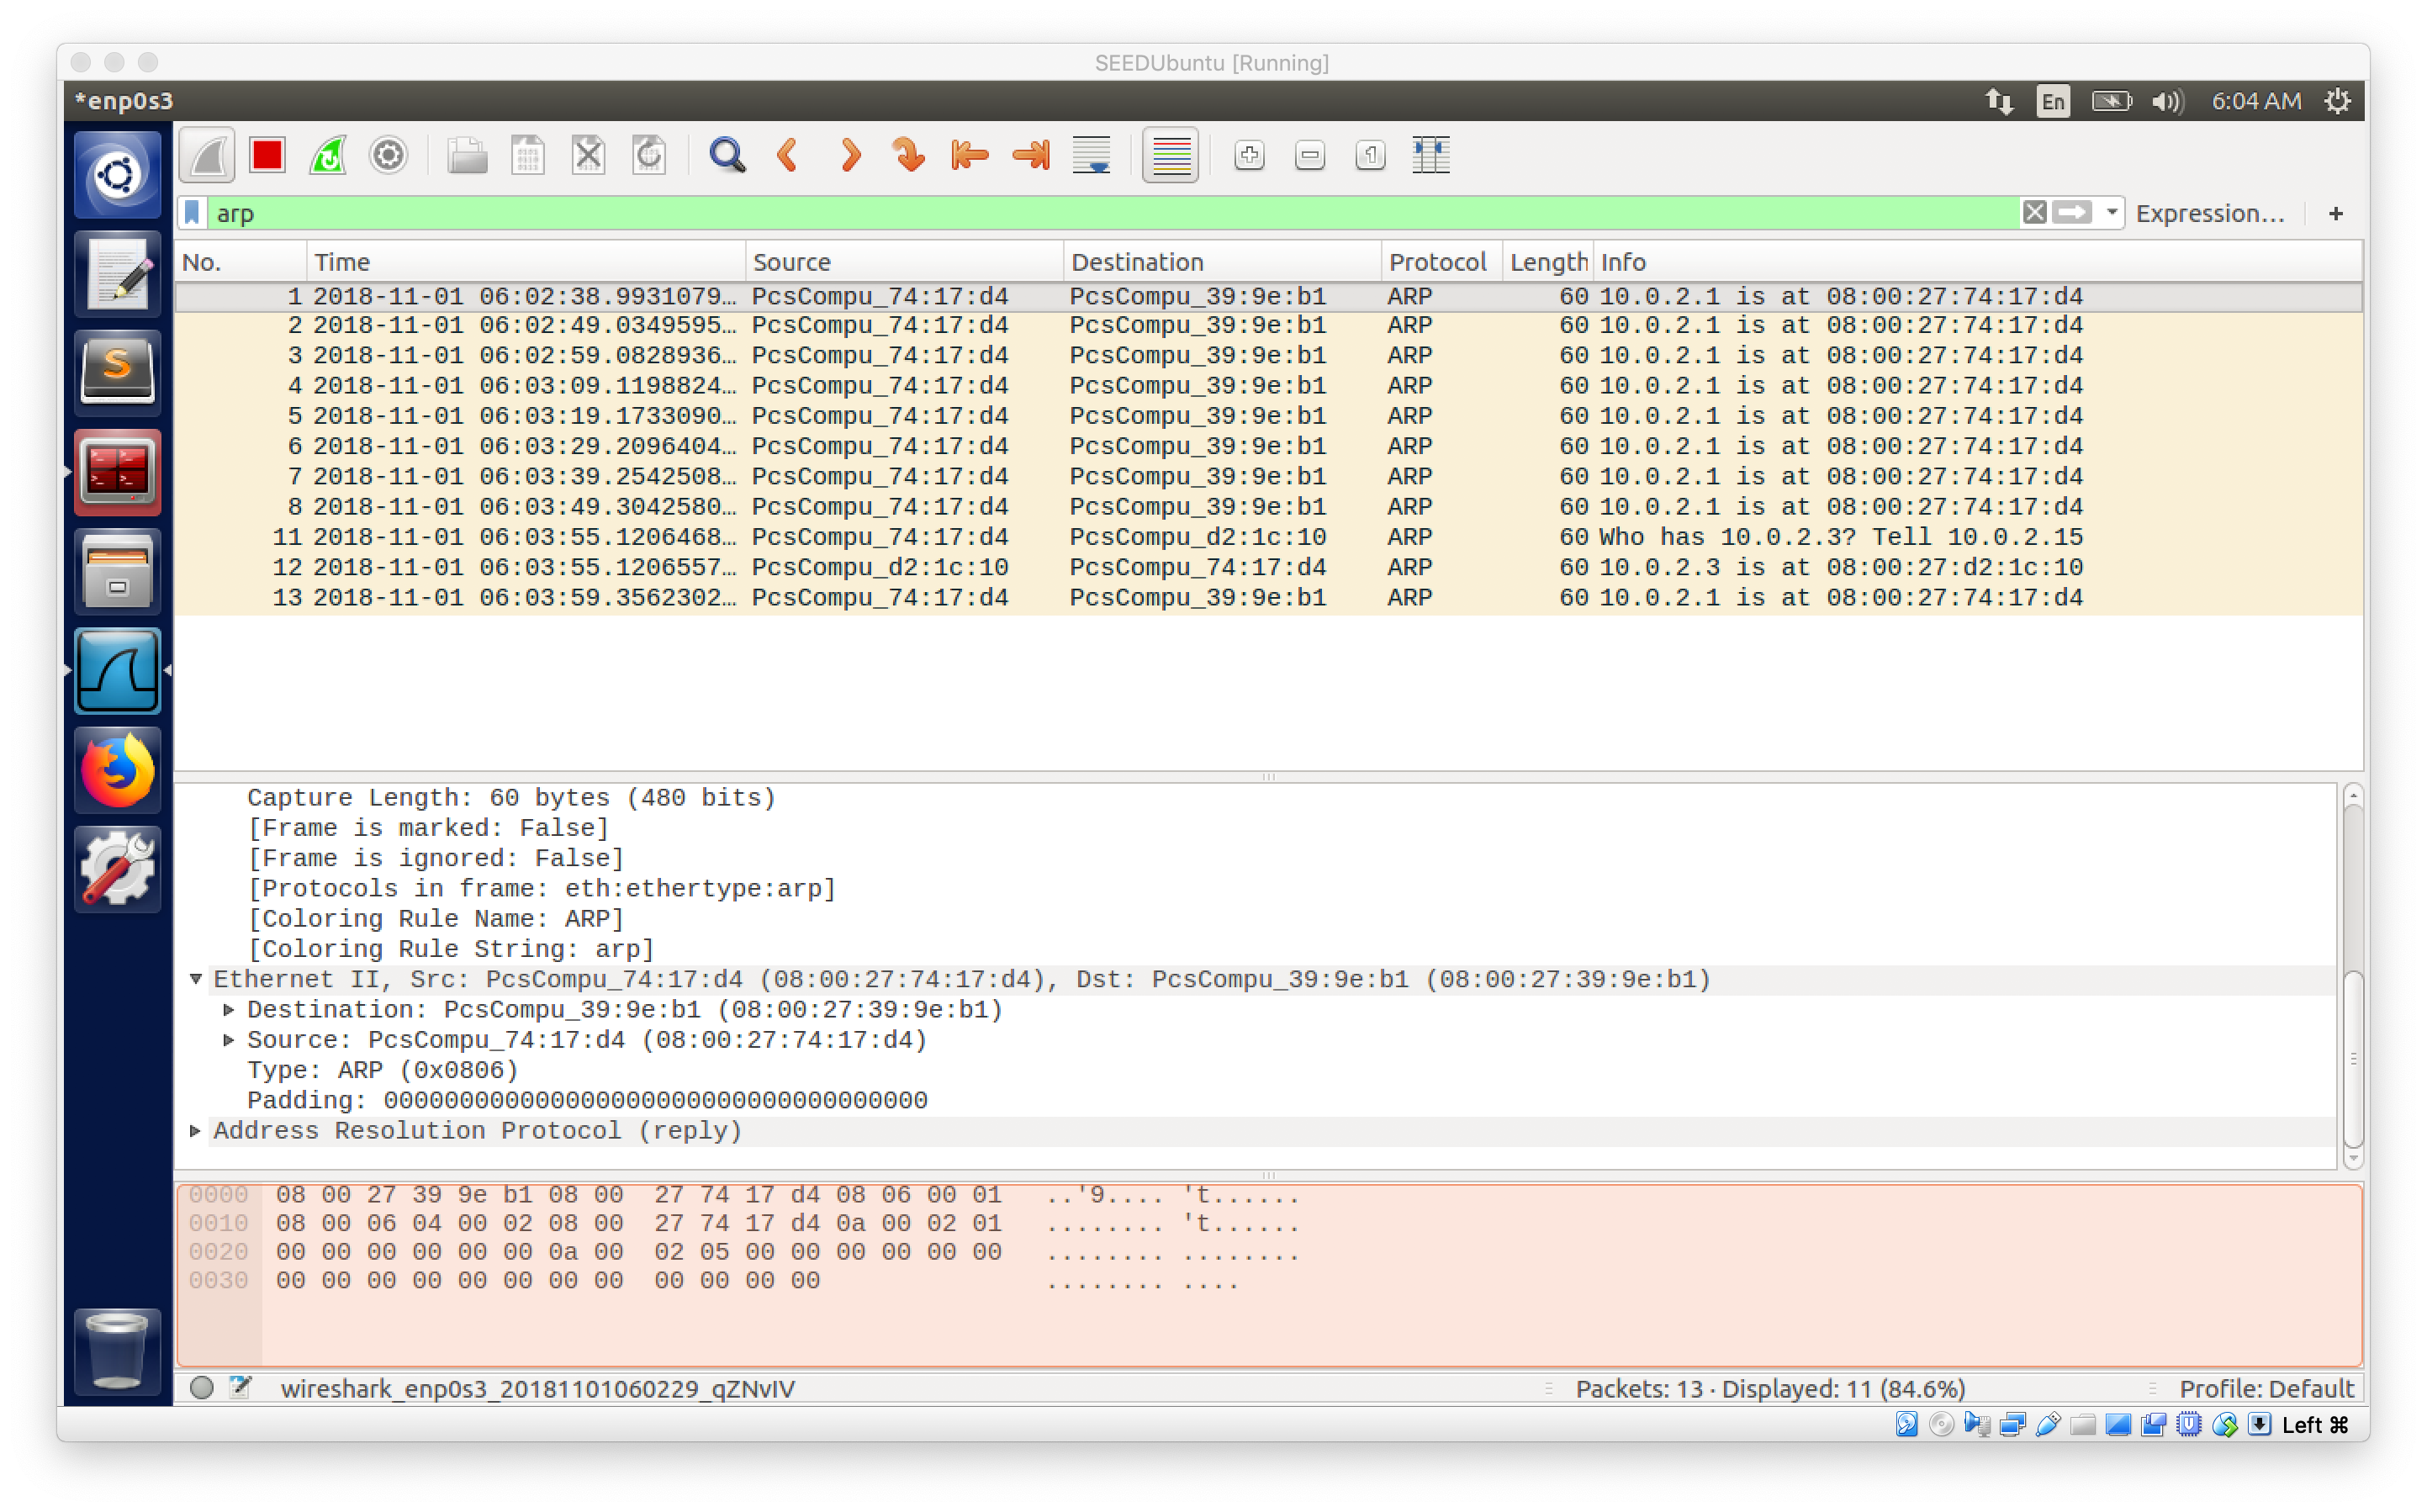 SEEDUbuntu [Running]
*enp0s3 En 6:04 AM
arp Expression… +
No. Time Source Destination Protocol Length Info
1 2018-11-01 06:02:38.9931079… PcsCompu_74:17:d4 PcsCompu_39:9e:b1 ARP 60 10.0.2.1 is at 08:00:27:74:17:d4
2 2018-11-01 06:02:49.0349595… PcsCompu_74:17:d4 PcsCompu_39:9e:b1 ARP 60 10.0.2.1 is at 08:00:27:74:17:d4
3 2018-11-01 06:02:59.0828936… PcsCompu_74:17:d4 PcsCompu_39:9e:b1 ARP 60 10.0.2.1 is at 08:00:27:74:17:d4
4 2018-11-01 06:03:09.1198824… PcsCompu_74:17:d4 PcsCompu_39:9e:b1 ARP 60 10.0.2.1 is at 08:00:27:74:17:d4
5 2018-11-01 06:03:19.1733090… PcsCompu_74:17:d4 PcsCompu_39:9e:b1 ARP 60 10.0.2.1 is at 08:00:27:74:17:d4
6 2018-11-01 06:03:29.2096404… PcsCompu_74:17:d4 PcsCompu_39:9e:b1 ARP 60 10.0.2.1 is at 08:00:27:74:17:d4
7 2018-11-01 06:03:39.2542508… PcsCompu_74:17:d4 PcsCompu_39:9e:b1 ARP 60 10.0.2.1 is at 08:00:27:74:17:d4
8 2018-11-01 06:03:49.3042580… PcsCompu_74:17:d4 PcsCompu_39:9e:b1 ARP 60 10.0.2.1 is at 08:00:27:74:17:d4
11 2018-11-01 06:03:55.1206468… PcsCompu_74:17:d4 PcsCompu_d2:1c:10 ARP 60 Who has 10.0.2.3? Tell 10.0.2.15
12 2018-11-01 06:03:55.1206557… PcsCompu_d2:1c:10 PcsCompu_74:17:d4 ARP 60 10.0.2.3 is at 08:00:27:d2:1c:10
13 2018-11-01 06:03:59.3562302… PcsCompu_74:17:d4 PcsCompu_39:9e:b1 ARP 60 10.0.2.1 is at 08:00:27:74:17:d4
Capture Length: 60 bytes (480 bits)
[Frame is marked: False]
[Frame is ignored: False]
[Protocols in frame: eth:ethertype:arp]
[Coloring Rule Name: ARP]
[Coloring Rule String: arp]
Ethernet II, Src: PcsCompu_74:17:d4 (08:00:27:74:17:d4), Dst: PcsCompu_39:9e:b1 (08:00:27:39:9e:b1)
Destination: PcsCompu_39:9e:b1 (08:00:27:39:9e:b1)
Source: PcsCompu_74:17:d4 (08:00:27:74:17:d4)
Type: ARP (0x0806)
Padding: 000000000000000000000000000000000000
Address Resolution Protocol (reply)
0000 08 00 27 39 9e b1 08 00 27 74 17 d4 08 06 00 01 ..'9.... 't......
0010 08 00 06 04 00 02 08 00 27 74 17 d4 0a 00 02 01 ........ 't......
0020 00 00 00 00 00 00 0a 00 02 05 00 00 00 00 00 00 ........ ........
0030 00 00 00 00 00 00 00 00 00 00 00 00 ........ ....
wireshark_enp0s3_20181101060229_qZNvIV Packets: 13 · Displayed: 11 (84.6%) Profile: Default
Left ⌘